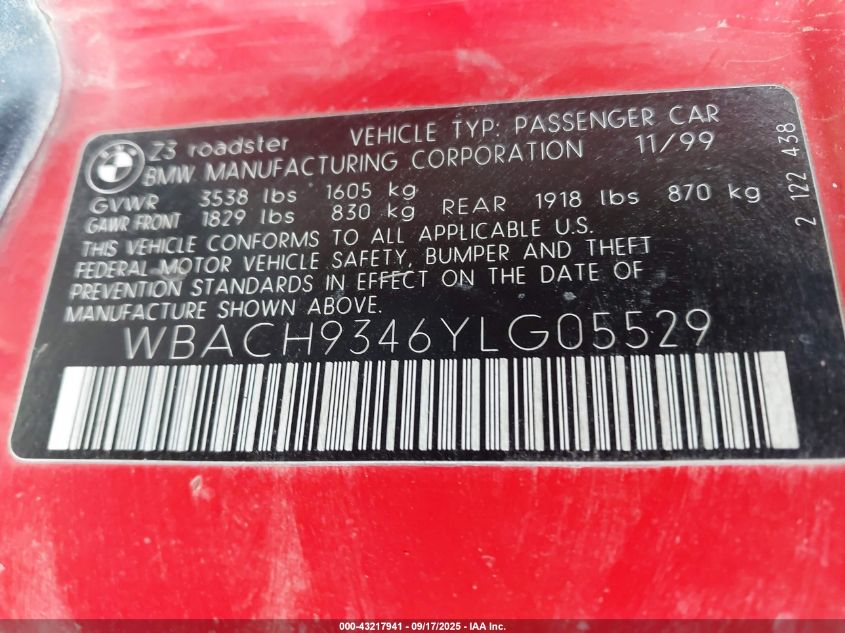 BMW
Z3 roadster VEHICLE TYP: PASSENGER CAR
BMW MANUFACTURING CORPORATION 11/99
GVWR 3538 lbs 1605 kg
GAWR FRONT 1829 lbs 830 kg REAR 1918 lbs 870 kg
THIS VEHICLE CONFORMS TO ALL APPLICABLE U.S.
FEDERAL MOTOR VEHICLE SAFETY, BUMPER AND THEFT
PREVENTION STANDARDS IN EFFECT ON THE DATE OF
MANUFACTURE SHOWN ABOVE.
WBACH9346YLG05529
2 122 438
000-43217941 - 09/17/2025 - IAA Inc.